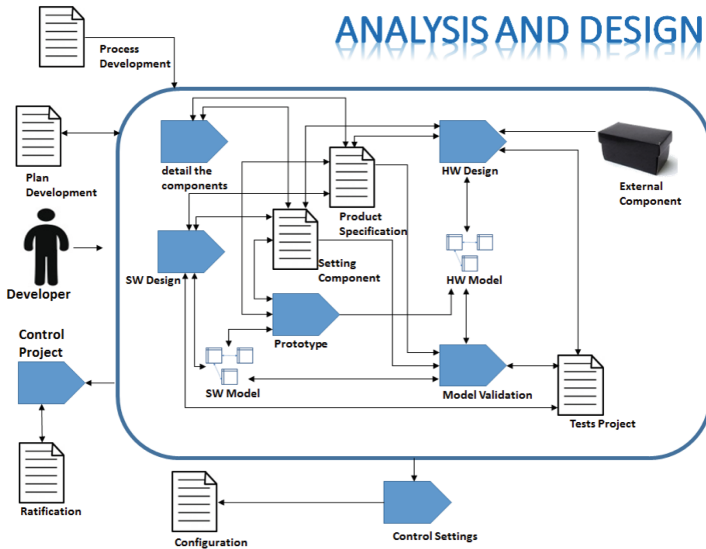 ANALYSIS AND DESIGN
Process
Development
Plan
Development
detail the
components
HW Design
External
Component
Product
Specification
Developer
SW Design
Setting
Component
HW Model
Control
Project
Prototype
SW Model
Model Validation
Tests Project
Ratification
Configuration
Control Settings